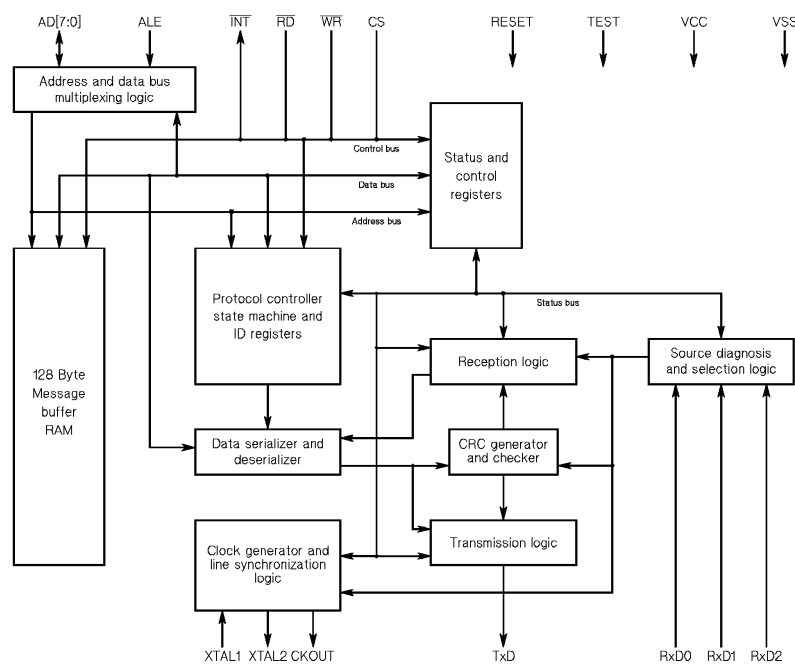 AD[7:0] ALE INT RD WR CS RESET TEST VCC VSS
Address and data bus
multiplexing logic
Control bus
Data bus
Address bus
Status and
control
registers
Protocol controller
state machine and
ID registers
Status bus
128 Byte
Message
buffer
RAM
Reception logic
Source diagnosis
and selection logic
Data serializer and
deserializer
CRC generator
and checker
Clock generator and
line synchronization
logic
Transmission logic
XTAL1 XTAL2 CKOUT TxD RxD0 RxD1 RxD2